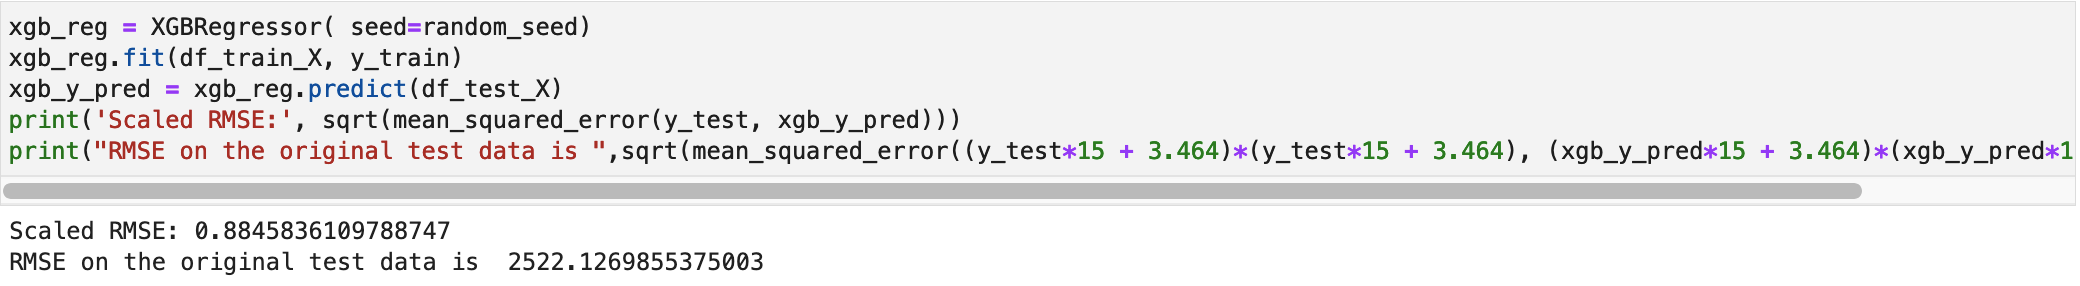 xgb_reg = XGBRegressor( seed=random_seed)
xgb_reg.fit(df_train_X, y_train)
xgb_y_pred = xgb_reg.predict(df_test_X)
print('Scaled RMSE:', sqrt(mean_squared_error(y_test, xgb_y_pred)))
print("RMSE on the original test data is ",sqrt(mean_squared_error((y_test*15 + 3.464)*(y_test*15 + 3.464), (xgb_y_pred*15 + 3.464)*(xgb_y_pred*1
Scaled RMSE: 0.8845836109788747
RMSE on the original test data is  2522.1269855375003